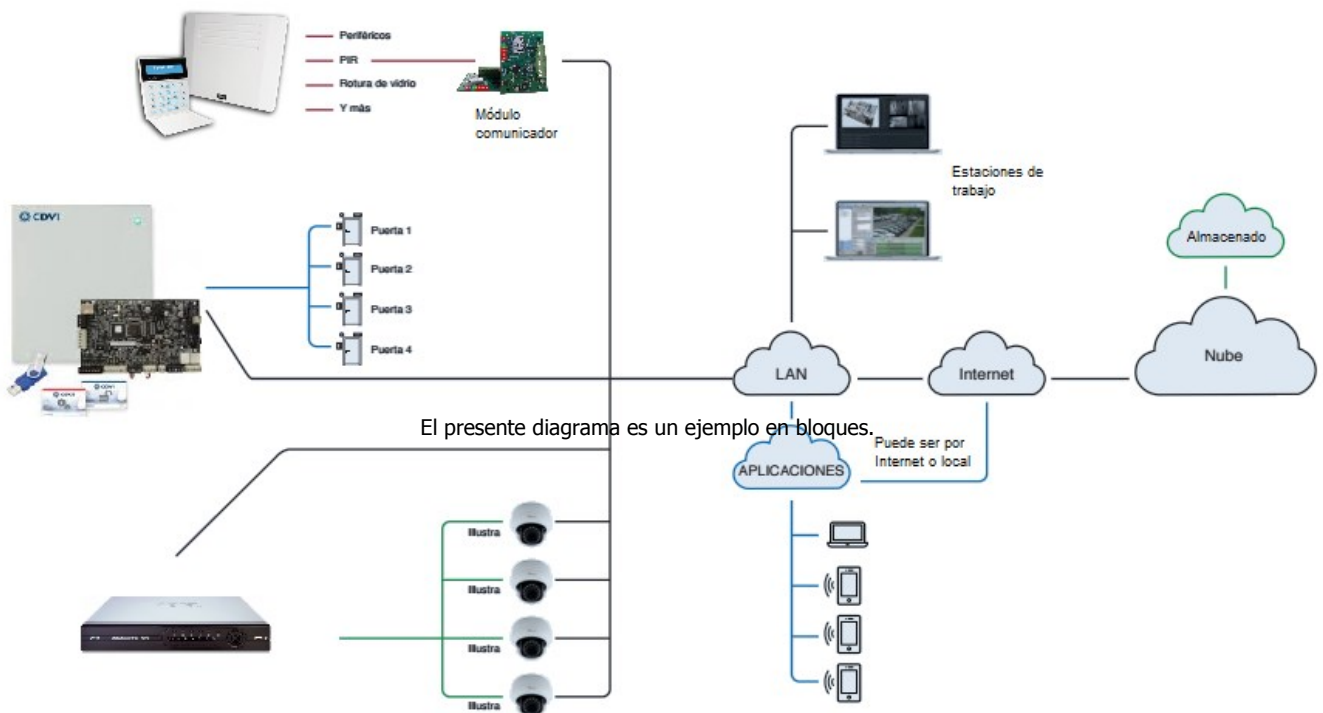 Periféricos
PIR
Rotura de vidrio
Y más
Módulo
comunicador
Estaciones de
trabajo
CDVI
Puerta 1
Puerta 2
Puerta 3
Puerta 4
CDVI
CDVI
Almacenado
Nube
LAN
Internet
El presente diagrama es un ejemplo en bloques.
Puede ser por
Internet o local
APLICACIONES
Illustra
Illustra
Illustra
Illustra